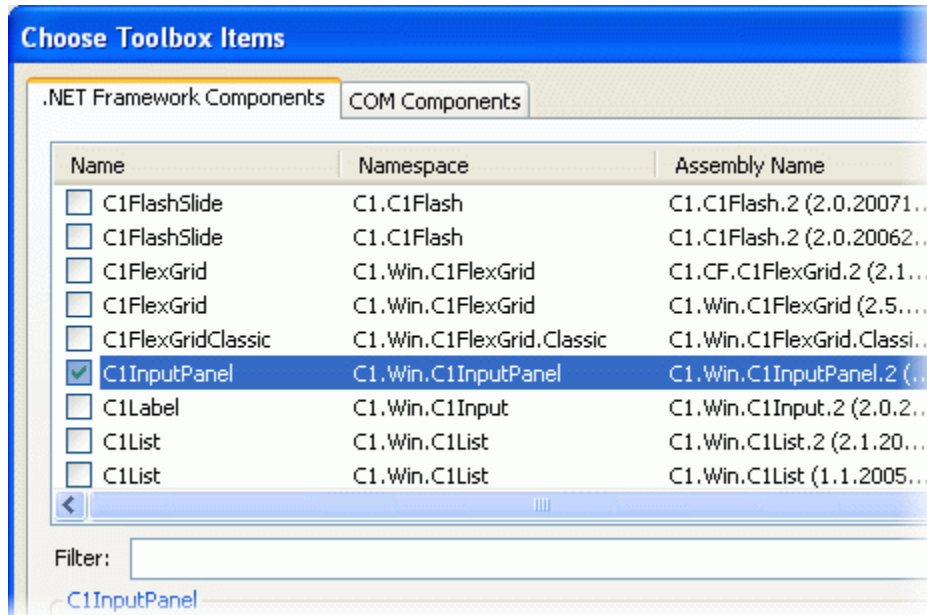 Choose Toolbox Items
.NET Framework Components COM Components
Name Namespace Assembly Name
C1FlashSlide C1.C1Flash C1.C1Flash.2 (2.0.20071...
C1FlashSlide C1.C1Flash C1.C1Flash.2 (2.0.20062...
C1FlexGrid C1.Win.C1FlexGrid C1.CF.C1FlexGrid.2 (2.1...
C1FlexGrid C1.Win.C1FlexGrid C1.Win.C1FlexGrid (2.5....
C1FlexGridClassic C1.Win.C1FlexGrid.Classic C1.Win.C1FlexGrid.Classi...
C1InputPanel C1.Win.C1InputPanel C1.Win.C1InputPanel.2 (...
C1Label C1.Win.C1Input C1.Win.C1Input.2 (2.0.2...
C1List C1.Win.C1List C1.Win.C1List.2 (2.1.20...
C1List C1.Win.C1List C1.Win.C1List (1.1.2005...
Filter:
C1InputPanel